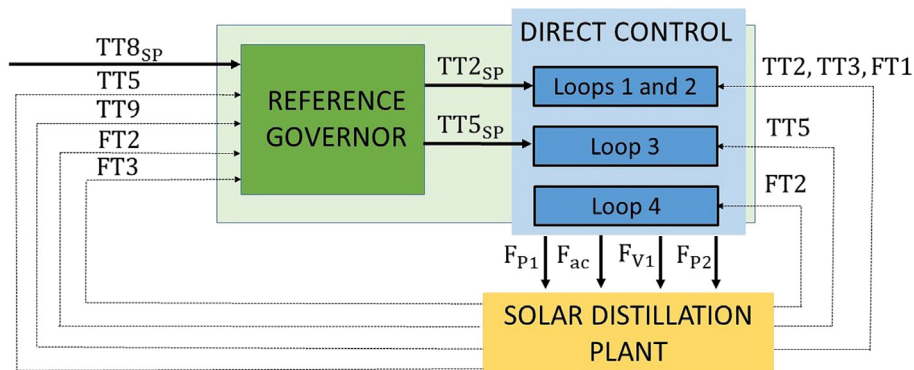 DIRECT CONTROL
TT8SP
TT5
TT9
FT2
FT3
REFERENCE
GOVERNOR
TT2SP
TT5SP
Loops 1 and 2
Loop 3
Loop 4
TT2, TT3, FT1
TT5
FT2
FP1
Fac
FV1
FP2
SOLAR DISTILLATION
PLANT